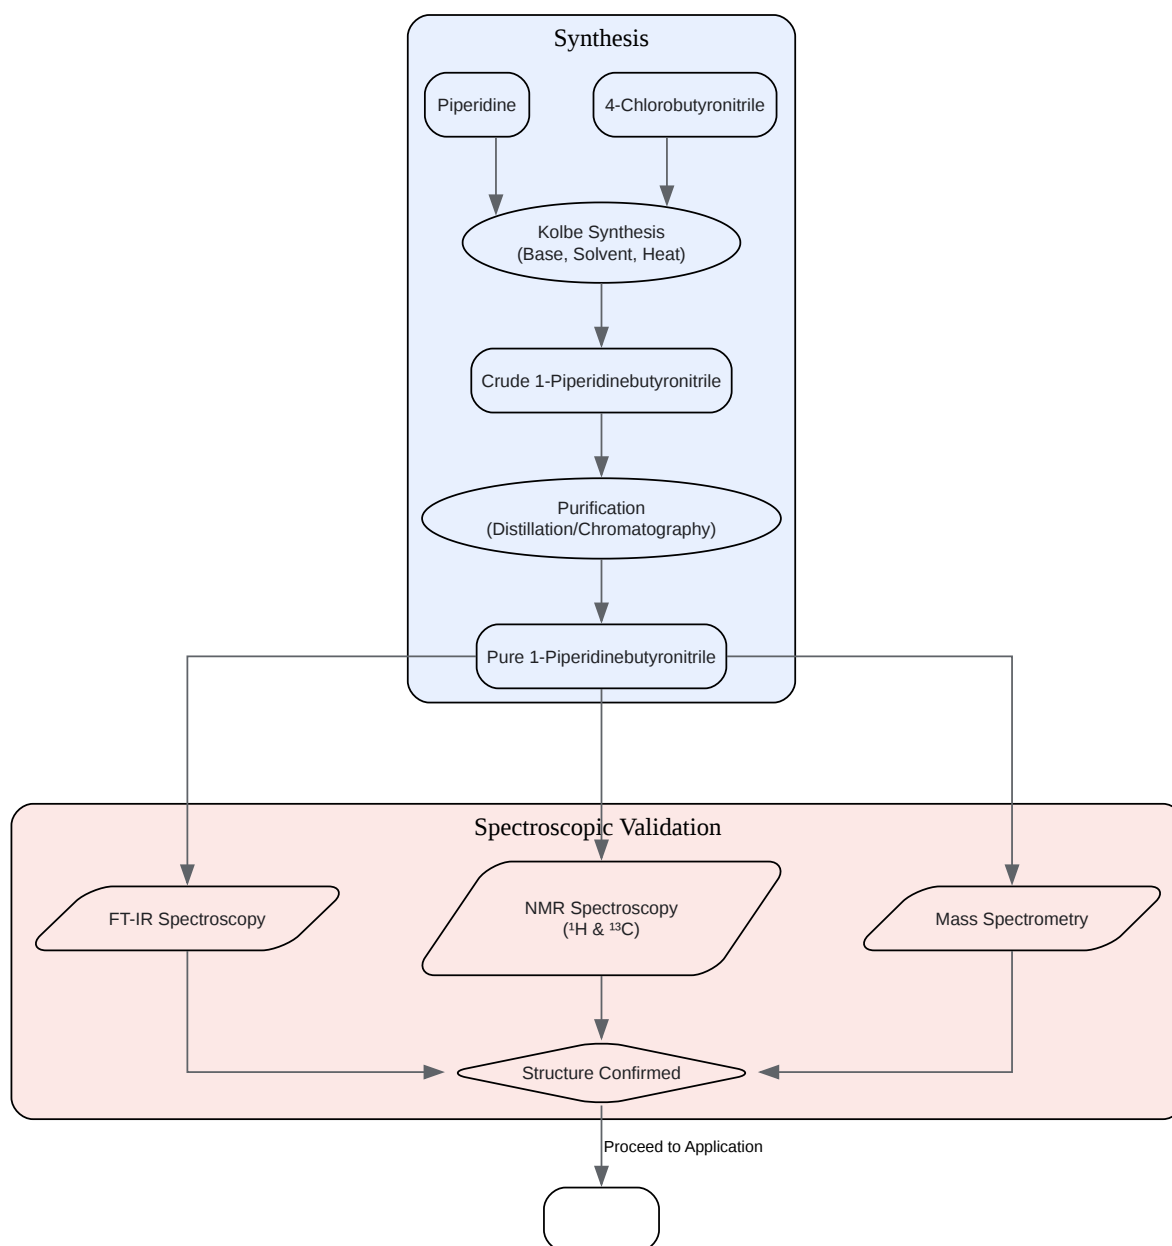 Synthesis
Piperidine
4-Chlorobutyronitrile
Kolbe Synthesis
(Base, Solvent, Heat)
Crude 1-Piperidinebutyronitrile
Purification
(Distillation/Chromatography)
Pure 1-Piperidinebutyronitrile
Spectroscopic Validation
FT-IR Spectroscopy
NMR Spectroscopy
(¹H & ¹³C)
Mass Spectrometry
Structure Confirmed
Proceed to Application